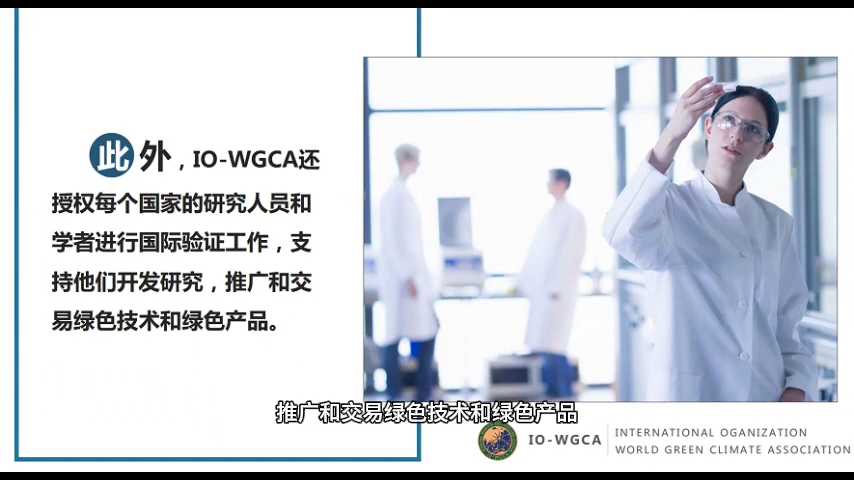 此外，IO-WGCA还
授权每个国家的研究人员和
学者进行国际验证工作，支
持他们开发研究，推广和交
易绿色技术和绿色产品。
推广和交易绿色技术和绿色产品
IO-WGCA
INTERNATIONAL OGANIZATION
WORLD GREEN CLIMATE ASSOCIATION